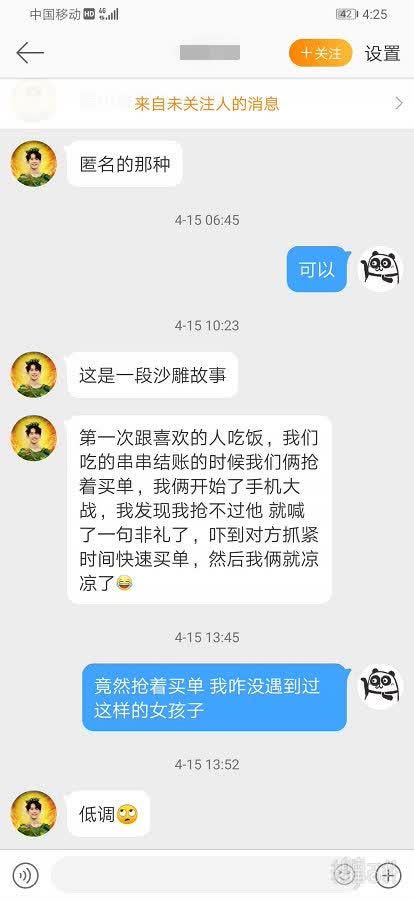 中国移动 HD 4G
42 4:25
+关注 设置
来自未关注人的消息
匿名的那种
4-15 06:45
可以
4-15 10:23
这是一段沙雕故事
第一次跟喜欢的人吃饭，我们
吃的串串结账的时候我们俩抢
着买单，我俩开始了手机大
战，我发现我抢不过他 就喊
了一句非礼了，吓到对方抓紧
时间快速买单，然后我俩就凉
凉了
4-15 13:45
竟然抢着买单 我咋没遇到过
这样的女孩子
4-15 13:52
低调